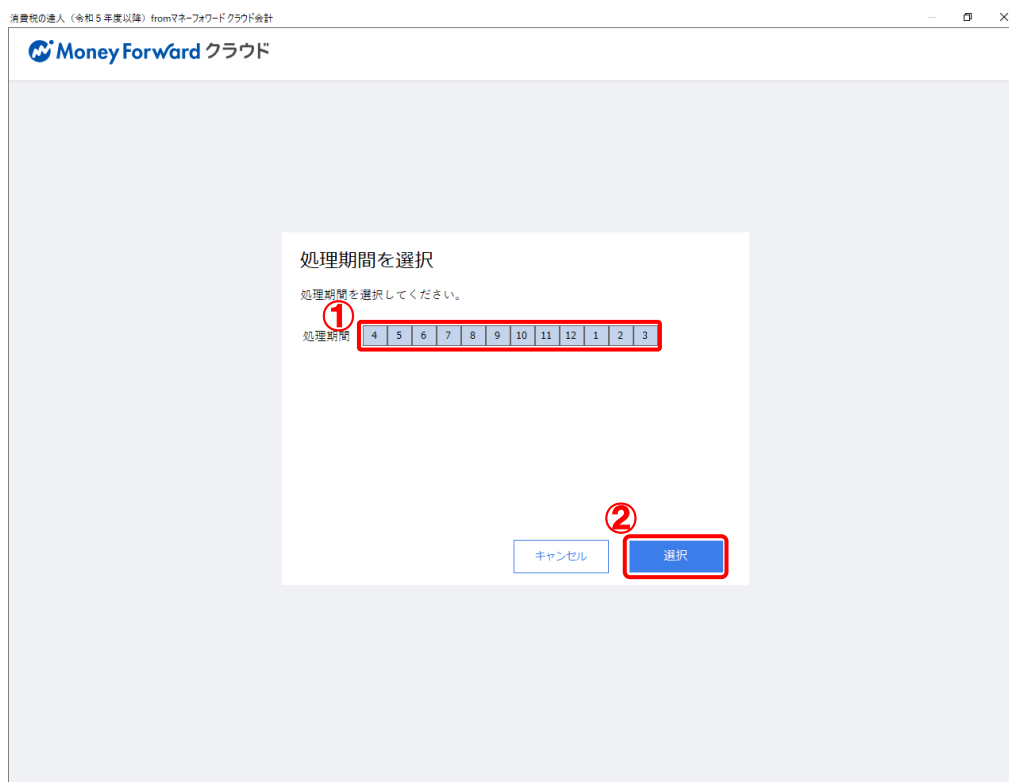 消費税の達人（令和５年度以降）fromマネーフォワード クラウド会計
Money Forward クラウド
処理期間を選択
処理期間を選択してください。
①
処理期間 4 5 6 7 8 9 10 11 12 1 2 3
②
キャンセル 選択